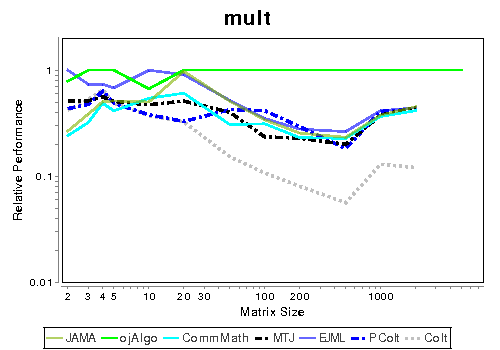 mult
Relative Performance
1
0.1
0.01
2 3 4 5 10 20 30 100 200 1000
Matrix Size
JAMA ojAlgo CommMath MTJ EJML PColt Colt